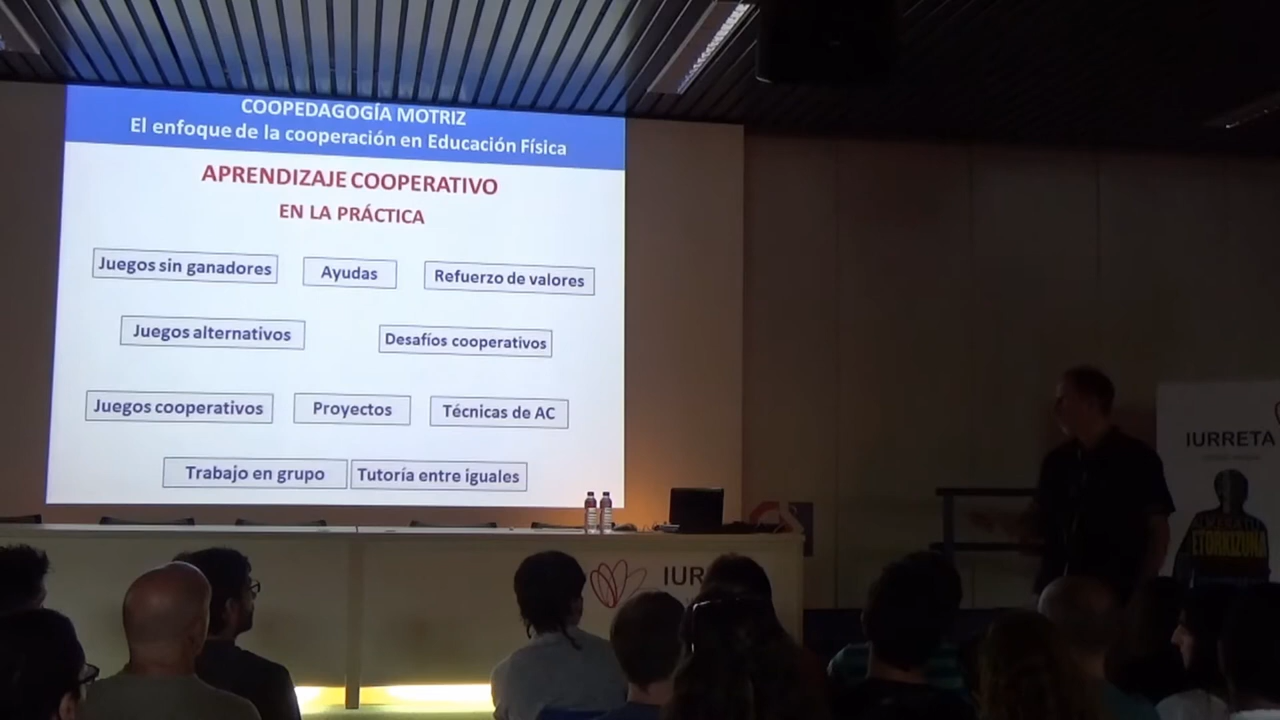 COOPEDAGOGÍA MOTRIZ
El enfoque de la cooperación en Educación Física
APRENDIZAJE COOPERATIVO
EN LA PRÁCTICA
Juegos sin ganadores
Ayudas
Refuerzo de valores
Juegos alternativos
Desafíos cooperativos
Juegos cooperativos
Proyectos
Técnicas de AC
Trabajo en grupo
Tutoría entre iguales
IURRETA
ETORKIZUNA